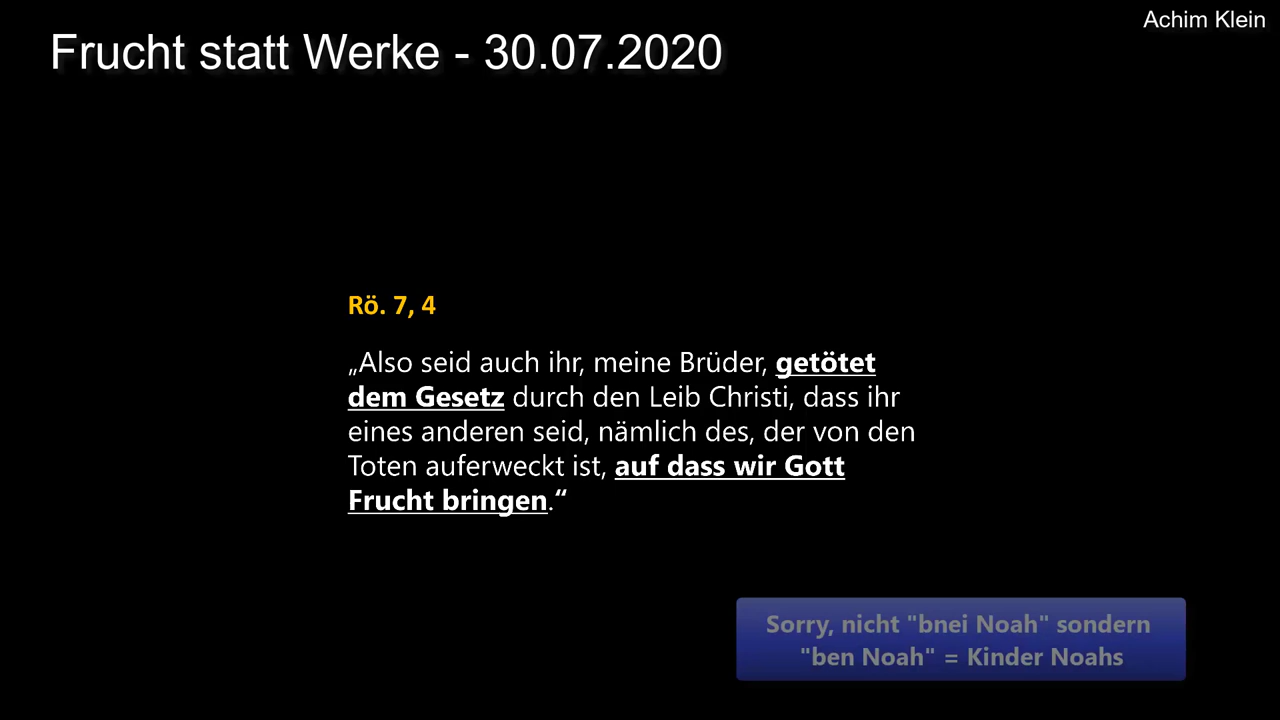 Achim Klein
Frucht statt Werke - 30.07.2020
Rö. 7, 4
„Also seid auch ihr, meine Brüder, getötet
dem Gesetz durch den Leib Christi, dass ihr
eines anderen seid, nämlich des, der von den
Toten auferweckt ist, auf dass wir Gott
Frucht bringen.“
Sorry, nicht "bnei Noah" sondern
"ben Noah" = Kinder Noahs